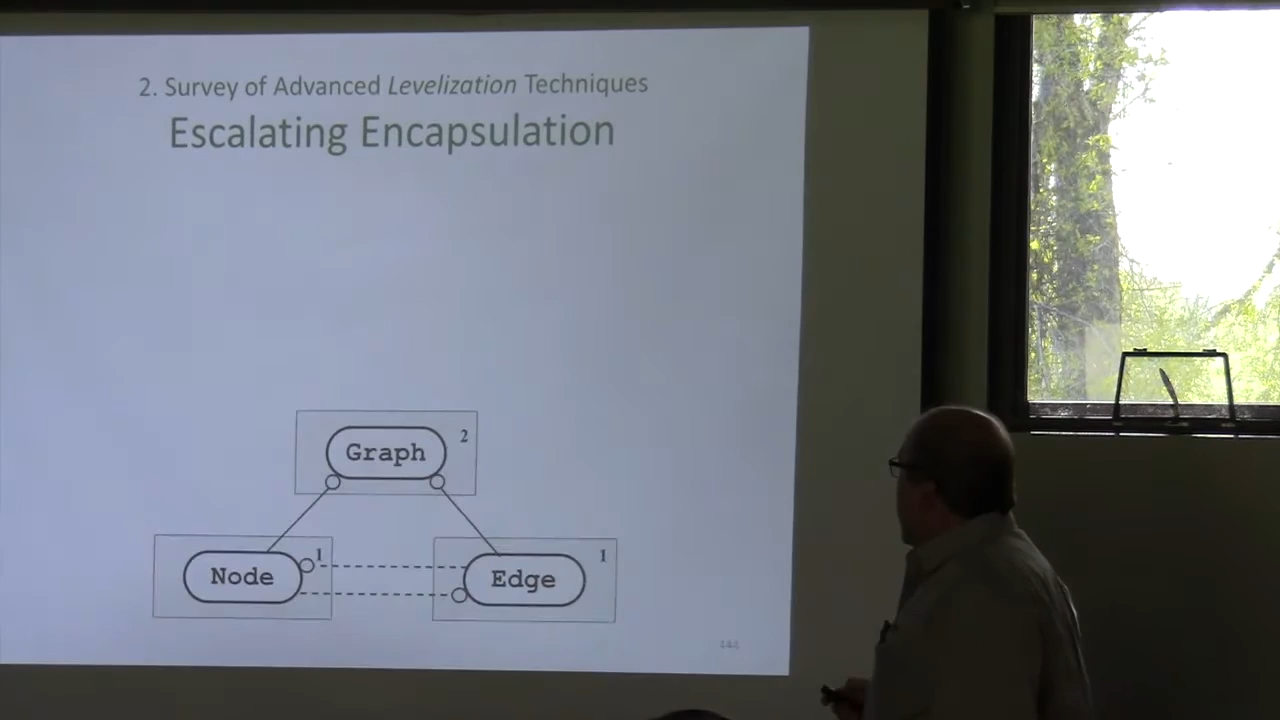 2. Survey of Advanced Levelization Techniques
Escalating Encapsulation
Graph 2
Node 1
Edge 1